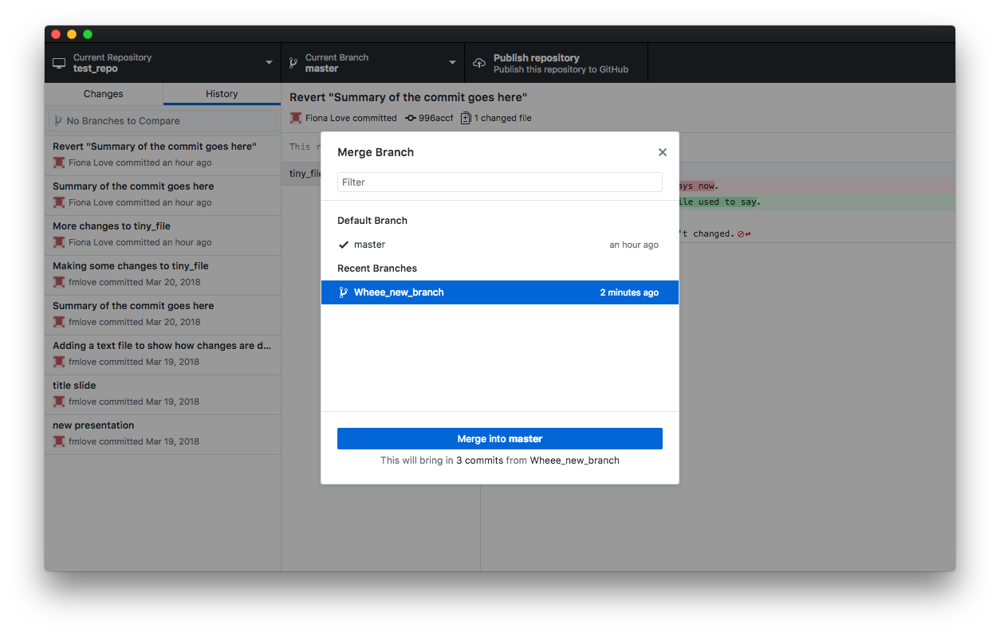 Current Repository
test_repo
Current Branch
master
Publish repository
Publish this repository to GitHub
Changes
History
No Branches to Compare
Revert "Summary of the commit goes here"
Fiona Love committed an hour ago
Summary of the commit goes here
Fiona Love committed an hour ago
More changes to tiny_file
Fiona Love committed an hour ago
Making some changes to tiny_file
fmlove committed Mar 20, 2018
Summary of the commit goes here
fmlove committed Mar 20, 2018
Adding a text file to show how changes are d...
fmlove committed Mar 19, 2018
title slide
fmlove committed Mar 19, 2018
new presentation
fmlove committed Mar 19, 2018
Revert "Summary of the commit goes here"
Fiona Love committed 996accf 1 changed file
This
tiny_file
now.
used to say.
changed.
Merge Branch
Filter
Default Branch
master an hour ago
Recent Branches
Wheee_new_branch 2 minutes ago
Merge into master
This will bring in 3 commits from Wheee_new_branch